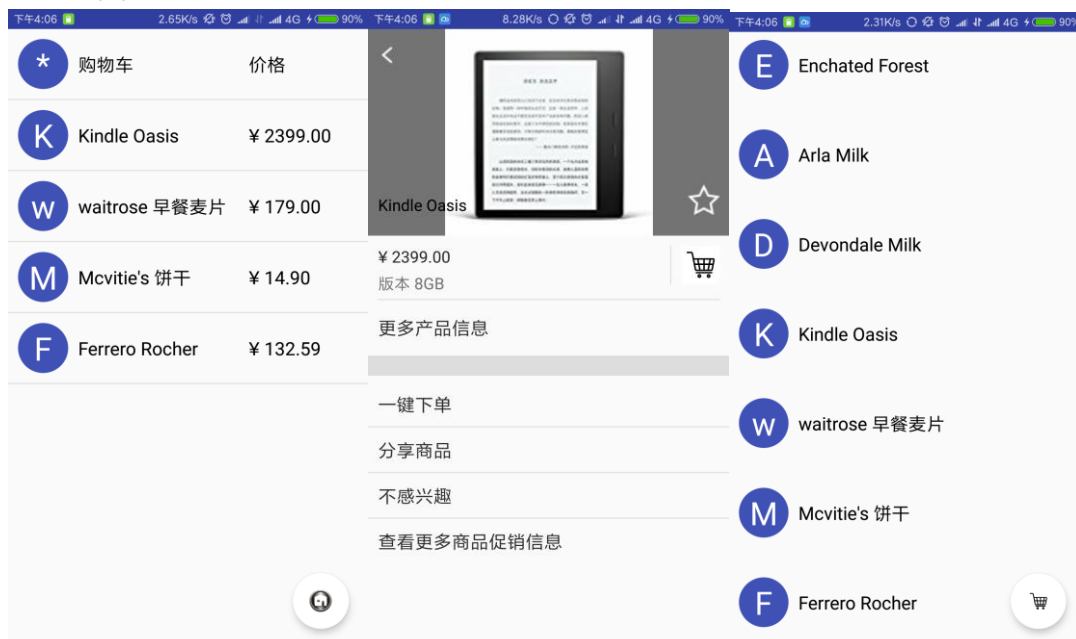 下午4:06 2.65K/s 4G 90%
* 购物车 价格
K Kindle Oasis ¥ 2399.00
w waitrose 早餐麦片 ¥ 179.00
M Mcvitie's 饼干 ¥ 14.90
F Ferrero Rocher ¥ 132.59
下午4:06 8.28K/s 4G 90%
Kindle Oasis
¥ 2399.00
版本 8GB
更多产品信息
一键下单
分享商品
不感兴趣
查看更多商品促销信息
下午4:06 2.31K/s 4G 90%
E Enchated Forest
A Arla Milk
D Devondale Milk
K Kindle Oasis
w waitrose 早餐麦片
M Mcvitie's 饼干
F Ferrero Rocher